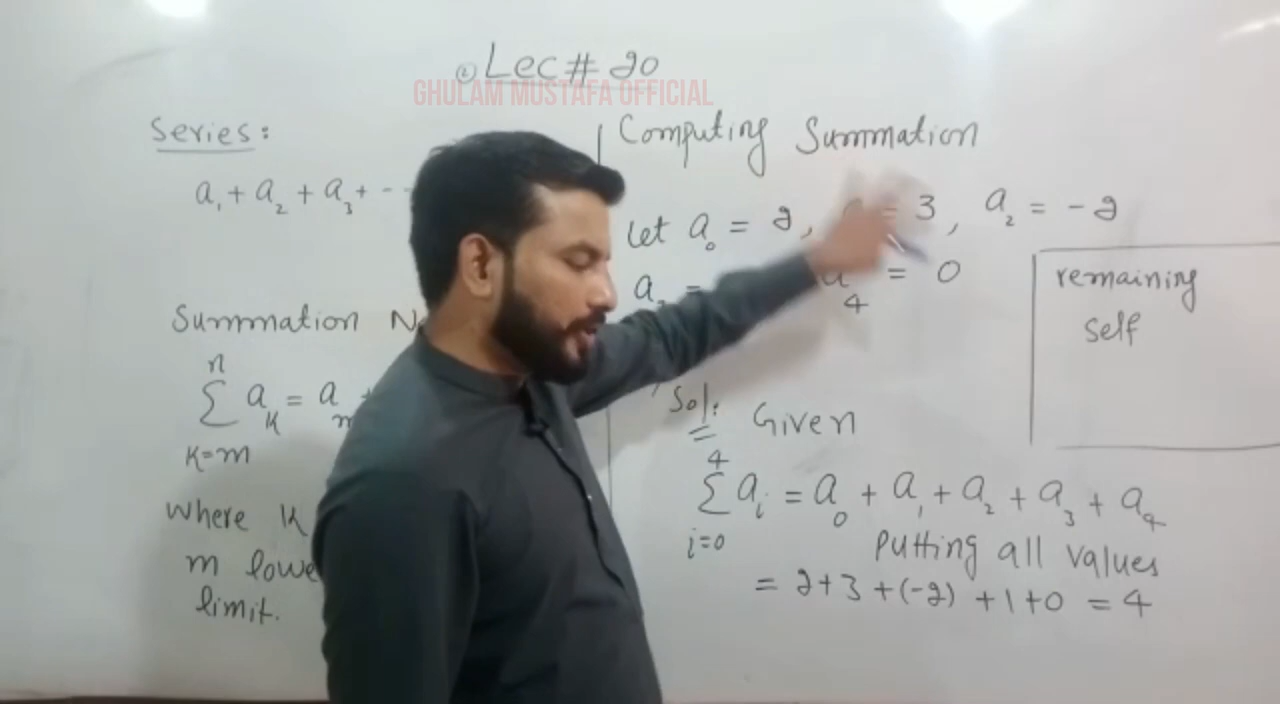 Lec# 20
GHULAM MUSTAFA OFFICIAL
Series:
a₁ + a₂ + a₃ + - -
Summation
n
∑ aₖ = aₘ
K=m
Where K
m lowe
limit.
Computing Summation
Let a₀ = 2, = 3, a₂ = -2
a₄ = 0
remaining
self
Sol: Given
4
∑ aᵢ = a₀ + a₁ + a₂ + a₃ + a₄
i=0
Putting all values
= 2+3+(-2) +1+0 = 4